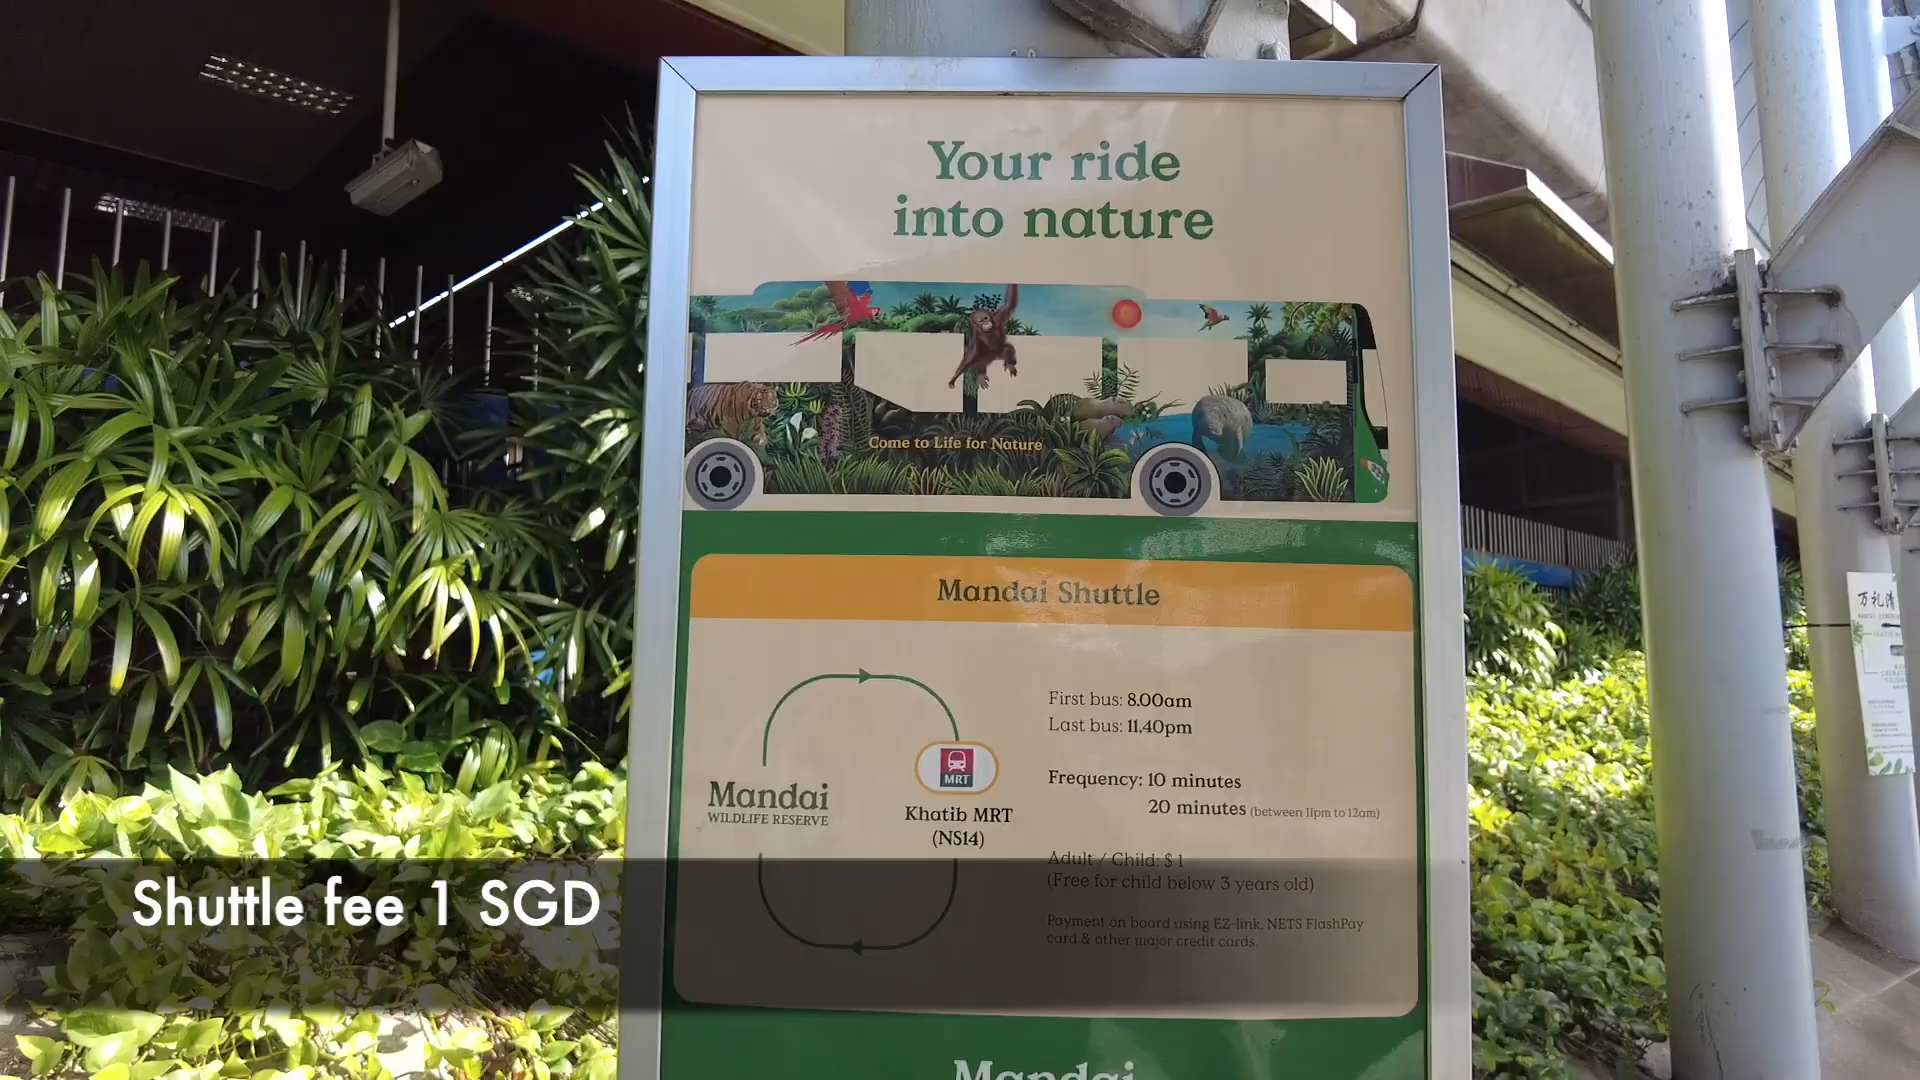 Your ride
into nature
Come to Life for Nature
Mandai Shuttle
First bus: 8.00am
Last bus: 11.40pm
Frequency: 10 minutes
20 minutes (between 11pm to 12am)
Mandai
WILDLIFE RESERVE
MRT
Khatib MRT
(NS14)
Adult / Child: $1
(Free for child below 3 years old)
Payment on board using EZ-link, NETS FlashPay
card & other major credit cards.
Shuttle fee 1 SGD
Mandai
万礼